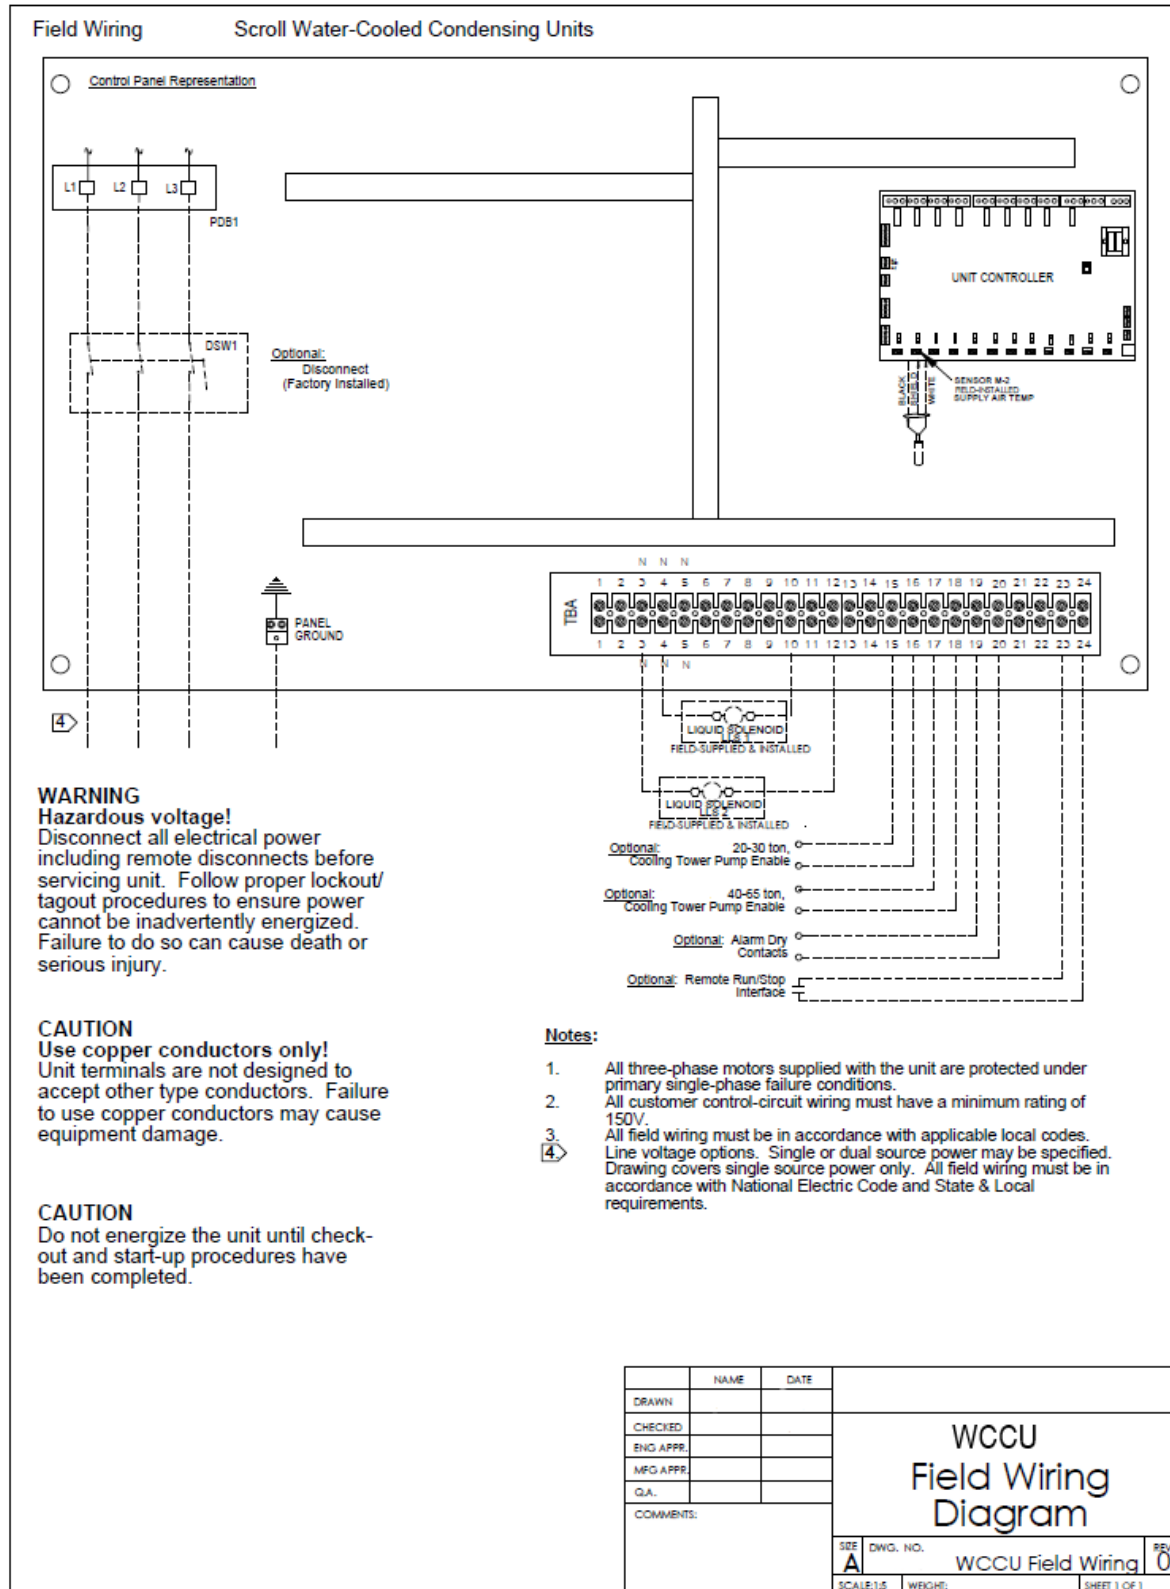 Field Wiring Scroll Water-Cooled Condensing Units
Control Panel Representation
L1 L2 L3
PDB1
DSW1
Optional:
Disconnect
(Factory Installed)
UNIT CONTROLLER
BLACK
SHIELD
WHITE
SENSOR M-2
FIELD-INSTALLED
SUPPLY AIR TEMP
PANEL
GROUND
N N N
TBA
1 2 3 4 5 6 7 8 9 10 11 12 13 14 15 16 17 18 19 20 21 22 23 24
1 2 3 4 5 6 7 8 9 10 11 12 13 14 15 16 17 18 19 20 21 22 23 24
N N N
4
LIQUID SOLENOID
LLS 1
FIELD-SUPPLIED & INSTALLED
LIQUID SOLENOID
LLS 2
FIELD-SUPPLIED & INSTALLED
Optional: 20-30 ton,
Cooling Tower Pump Enable
Optional: 40-65 ton,
Cooling Tower Pump Enable
Optional: Alarm Dry
Contacts
Optional: Remote Run/Stop
Interface
WARNING
Hazardous voltage!
Disconnect all electrical power
including remote disconnects before
servicing unit. Follow proper lockout/
tagout procedures to ensure power
cannot be inadvertently energized.
Failure to do so can cause death or
serious injury.
CAUTION
Use copper conductors only!
Unit terminals are not designed to
accept other type conductors. Failure
to use copper conductors may cause
equipment damage.
CAUTION
Do not energize the unit until check-
out and start-up procedures have
been completed.
Notes:
1. All three-phase motors supplied with the unit are protected under
primary single-phase failure conditions.
2. All customer control-circuit wiring must have a minimum rating of
150V.
3. All field wiring must be in accordance with applicable local codes.
4. Line voltage options. Single or dual source power may be specified.
Drawing covers single source power only. All field wiring must be in
accordance with National Electric Code and State & Local
requirements.
NAME DATE
DRAWN
CHECKED
ENG APPR.
MFG APPR.
Q.A.
COMMENTS:
WCCU
Field Wiring
Diagram
SIZE
A
DWG. NO.
WCCU Field Wiring
REV
0
SCALE:1:5 WEIGHT: SHEET 1 OF 1